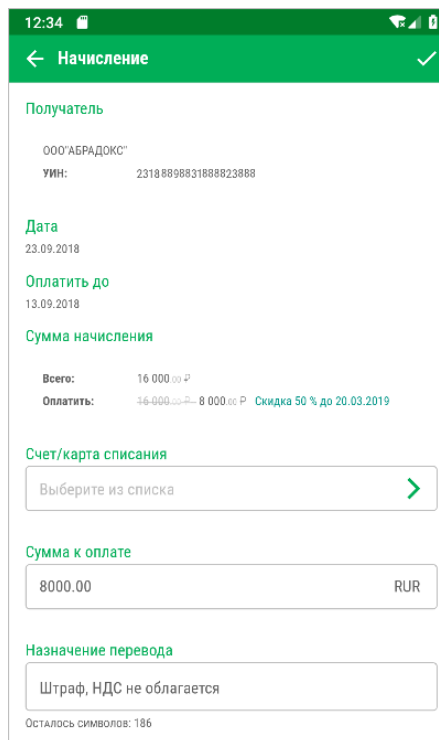 12:34
Начисление
Получатель
ООО"АБРАДОКС"
УИН: 23188898831888823888
Дата
23.09.2018
Оплатить до
13.09.2018
Сумма начисления
Всего: 16 000.00 ₽
Оплатить: 16 000.00 ₽ 8 000.00 ₽ Скидка 50 % до 20.03.2019
Счет/карта списания
Выберите из списка
Сумма к оплате
8000.00 RUR
Назначение перевода
Штраф, НДС не облагается
Осталось символов: 186